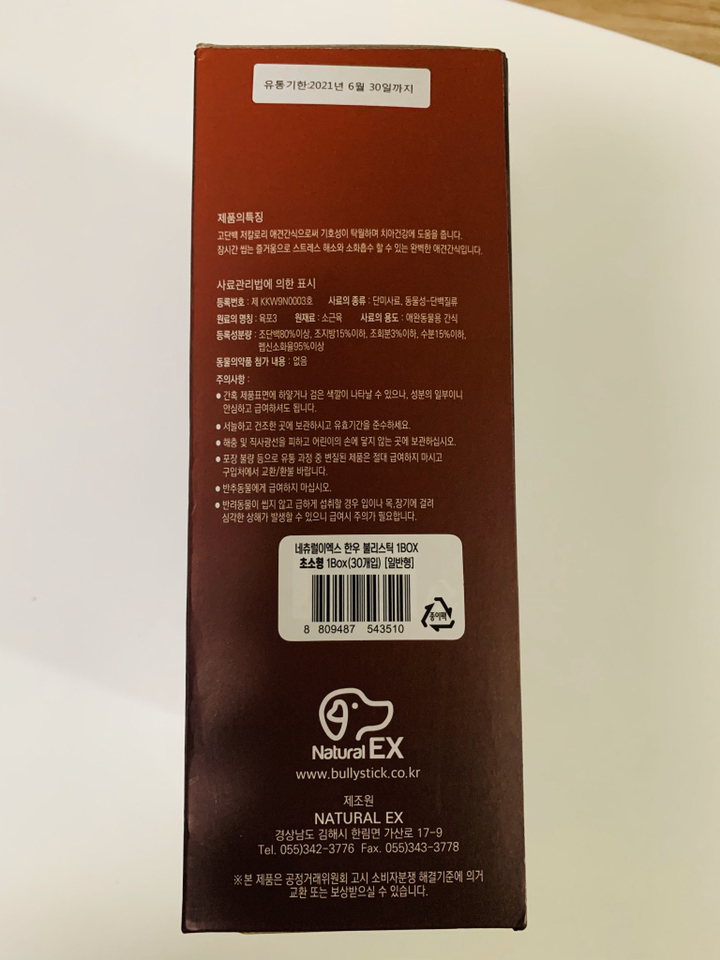 유통기한:2021년 6월 30일까지
제품의특징
고단백 저칼로리 애견간식으로써 기호성이 탁월하며 치아건강에 도움을 줍니다.
장시간 씹는 즐거움으로 스트레스 해소와 소화흡수 할 수 있는 완벽한 애견간식입니다.
사료관리법에 의한 표시
등록번호 : 제 KKW9N0003호 사료의 종류 : 단미사료, 동물성-단백질류
원료의 명칭 : 육포3 원재료 : 소근육 사료의 용도 : 애완동물용 간식
등록성분량 : 조단백80%이상, 조지방15%이하, 조회분3%이하, 수분15%이하,
펩신소화율95%이상
동물의약품 첨가 내용 : 없음
주의사항 :
● 간혹 제품표면에 하얗거나 검은 색깔이 나타날 수 있으나, 성분의 일부이니
안심하고 급여하셔도 됩니다.
● 서늘하고 건조한 곳에 보관하시고 유효기간을 준수하세요.
● 해충 및 직사광선을 피하고 어린이의 손에 닿지 않는 곳에 보관하십시오.
● 포장 불량 등으로 유통 과정 중 변질된 제품은 절대 급여하지 마시고
구입처에서 교환/환불 바랍니다.
● 반추동물에게 급여하지 마십시오.
● 반려동물이 씹지 않고 급하게 섭취할 경우 입이나 목,장기에 걸려
심각한 상해가 발생할 수 있으니 급여시 주의가 필요합니다.
네츄럴이엑스 한우 불리스틱 1BOX
초소형 1Box(30개입) [일반형]
8 809487 543510
종이팩
Natural EX
www.bullystick.co.kr
제조원
NATURAL EX
경상남도 김해시 한림면 가산로 17-9
Tel. 055)342-3776 Fax. 055)343-3778
※본 제품은 공정거래위원회 고시 소비자분쟁 해결기준에 의거
교환 또는 보상받으실 수 있습니다.